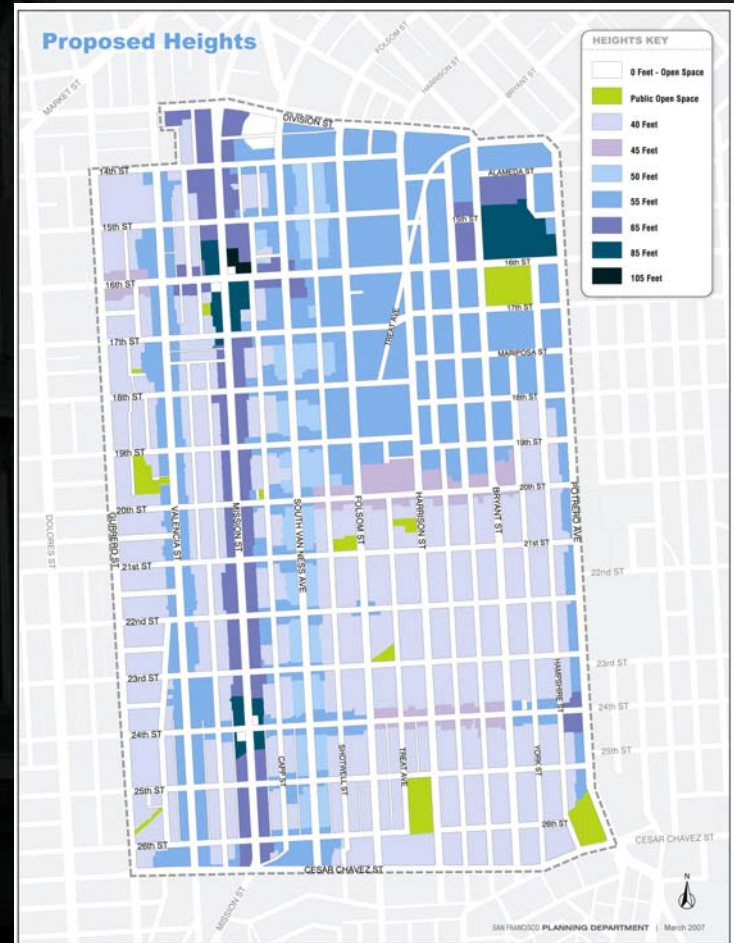 Proposed Heights
HEIGHTS KEY
0 Feet - Open Space
Public Open Space
40 Feet
45 Feet
50 Feet
55 Feet
65 Feet
85 Feet
105 Feet
FOLSOM ST
HARRISON ST
BRYANT ST
MARKET ST
DIVISION ST
14th ST
ALAMEDA ST
15th ST
15th ST
16th ST
16th ST
17th ST
17th ST
TREAT AVE
MARIPOSA ST
18th ST
18th ST
19th ST
19th ST
20th ST
20th ST
DOLORES ST
GUERRERO ST
VALENCIA ST
MISSION ST
SOUTH VAN NESS AVE
FOLSOM ST
HARRISON ST
BRYANT ST
POTRERO AVE
21st ST
21st ST
22nd ST
22nd ST
23rd ST
23rd ST
HAMPSHIRE ST
24th ST
24th ST
25th ST
25th ST
CAPP ST
SHOTWELL ST
TREAT AVE
YORK ST
26th ST
26th ST
CESAR CHAVEZ ST
CESAR CHAVEZ ST
MISSION ST
N
SAN FRANCISCO PLANNING DEPARTMENT | March 2007